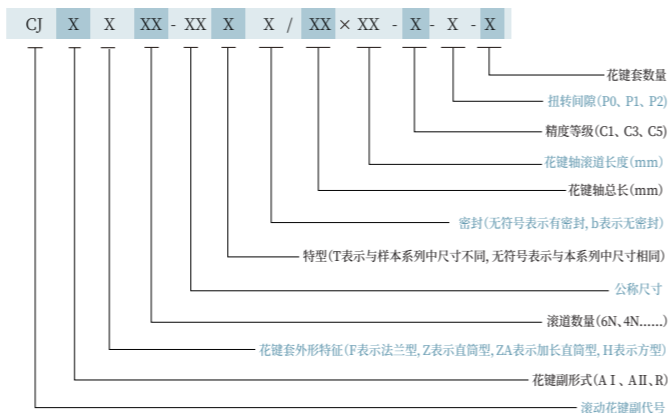 CJ X X XX - XX X X / XX × XX - X - X - X
花键套数量
扭转间隙(P0、P1、P2)
精度等级(C1、C3、C5)
花键轴滚道长度(mm)
花键轴总长(mm)
密封(无符号表示有密封, b表示无密封)
特型(T表示与样本系列中尺寸不同, 无符号表示与本系列中尺寸相同)
公称尺寸
滚道数量(6N、4N......)
花键套外形特征(F表示法兰型, Z表示直筒型, ZA表示加长直筒型, H表示方型)
花键副形式(AⅠ、AⅡ、R)
滚动花键副代号